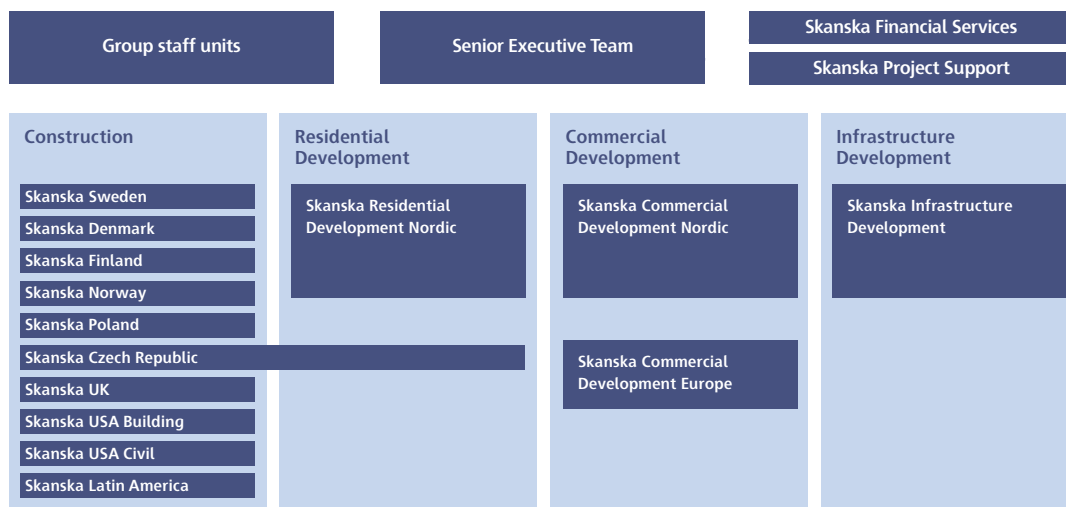 Group staff units
Senior Executive Team
Skanska Financial Services
Skanska Project Support
Construction
Skanska Sweden
Skanska Denmark
Skanska Finland
Skanska Norway
Skanska Poland
Skanska Czech Republic
Skanska UK
Skanska USA Building
Skanska USA Civil
Skanska Latin America
Residential
Development
Skanska Residential
Development Nordic
Commercial
Development
Skanska Commercial
Development Nordic
Skanska Commercial
Development Europe
Infrastructure
Development
Skanska Infrastructure
Development